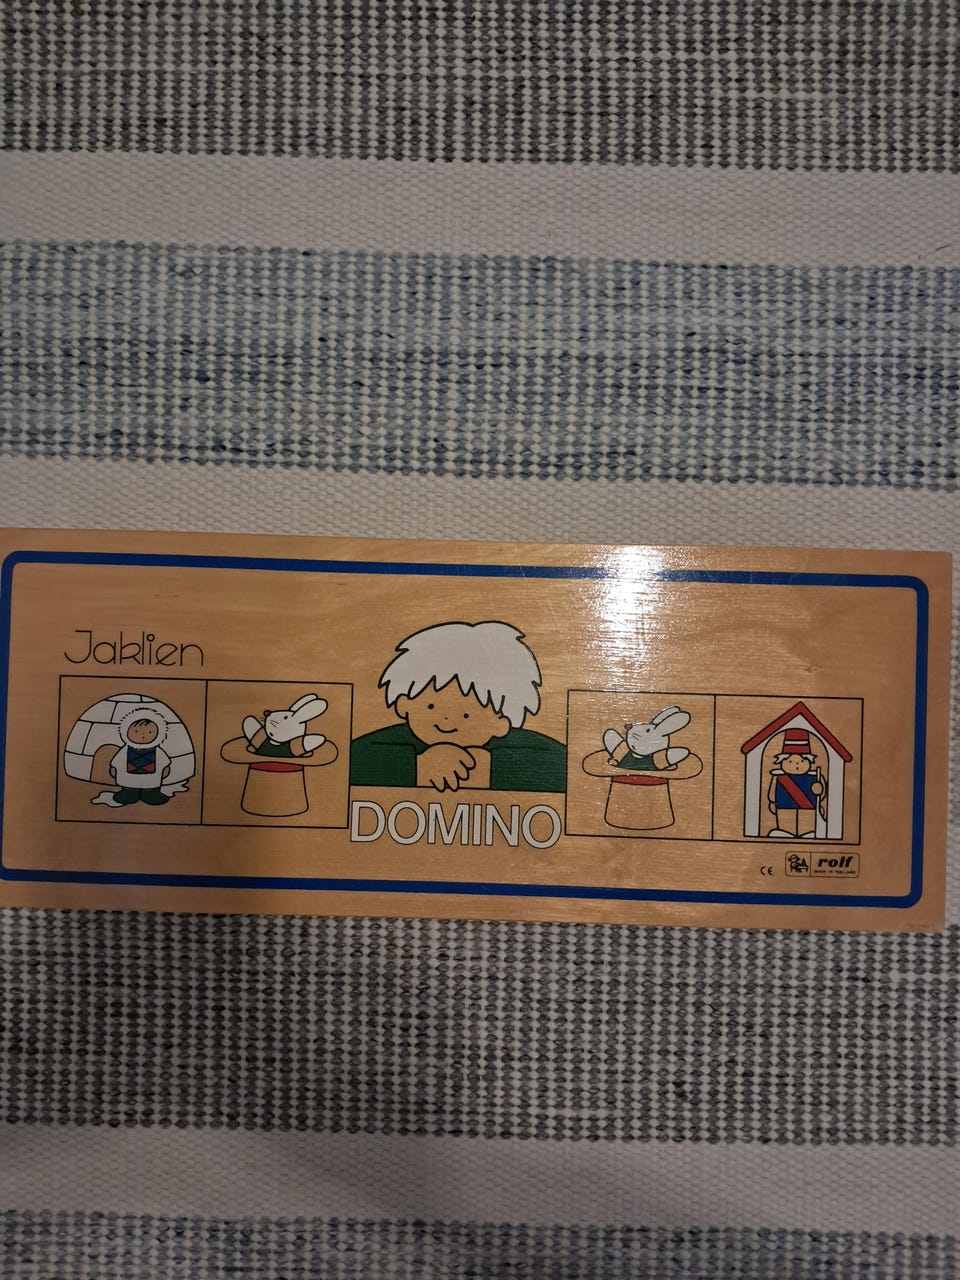 Jaklien
DOMINO
CE
rolf
MADE IN HOLLAND